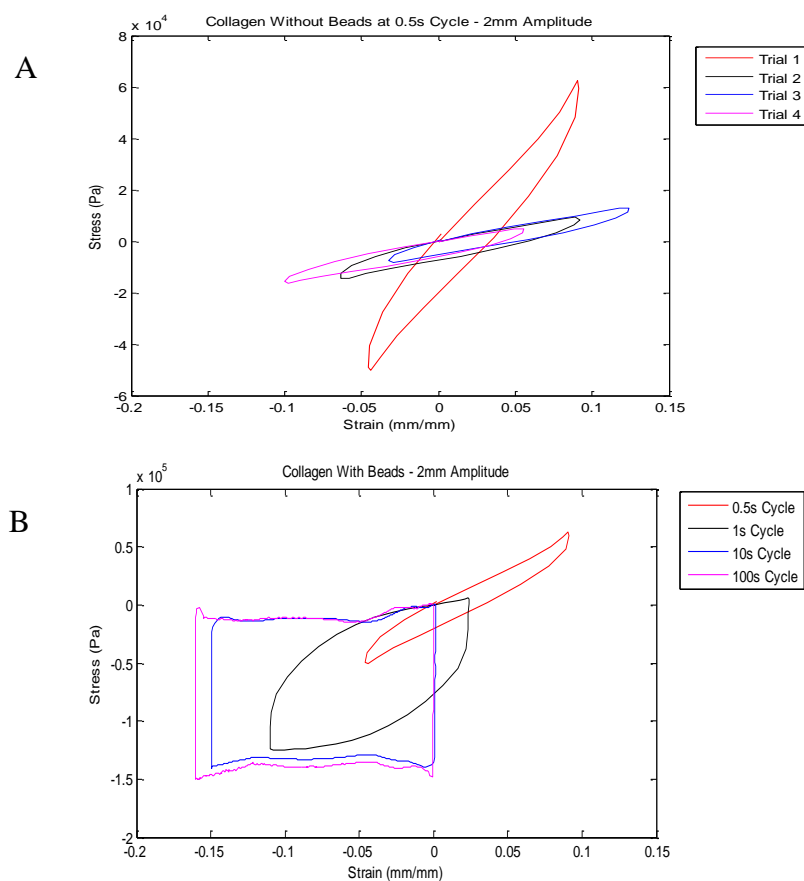 A
Collagen Without Beads at 0.5s Cycle - 2mm Amplitude
x 10^4
8
6
4
2
0
-2
-4
-6
Stress (Pa)
-0.2 -0.15 -0.1 -0.05 0 0.05 0.1 0.15
Strain (mm/mm)
Trial 1
Trial 2
Trial 3
Trial 4
B
Collagen With Beads - 2mm Amplitude
x 10^5
1
0.5
0
-0.5
-1
-1.5
-2
Stress (Pa)
-0.2 -0.15 -0.1 -0.05 0 0.05 0.1 0.15
Strain (mm/mm)
0.5s Cycle
1s Cycle
10s Cycle
100s Cycle